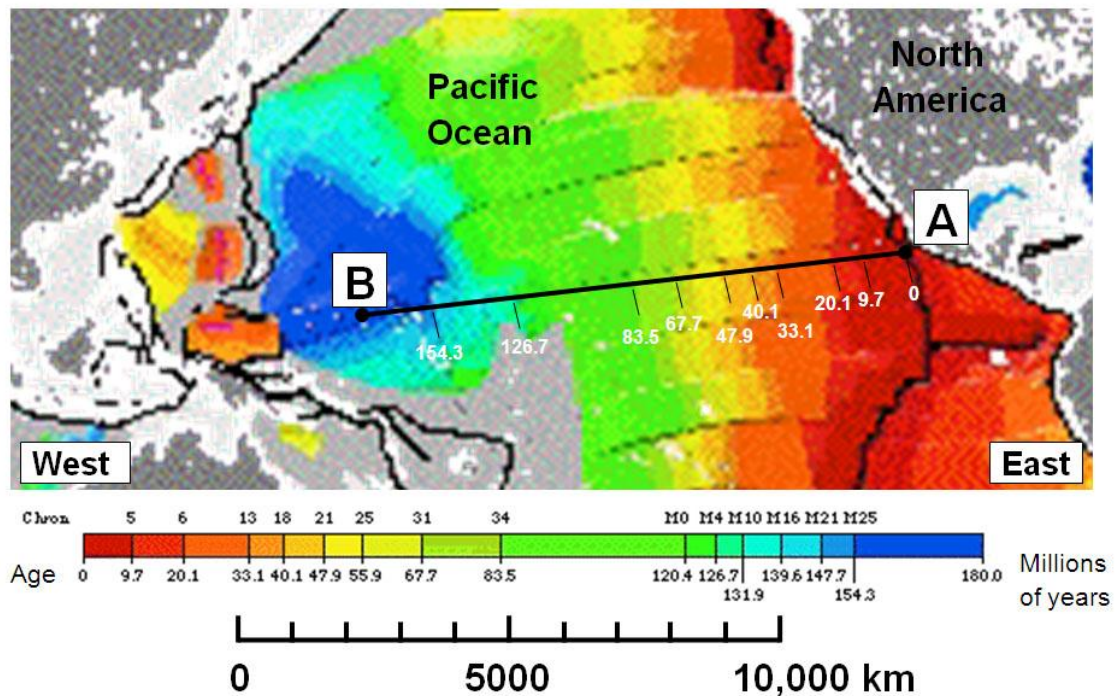 Pacific
Ocean
North
America
A
B
0
9.7
20.1
33.1
40.1
47.9
67.7
83.5
126.7
154.3
West
East
Chron 5 6 13 18 21 25 31 34 M0 M4 M10 M16 M21 M25
Age 0 9.7 20.1 33.1 40.1 47.9 55.9 67.7 83.5 120.4 126.7 139.6 147.7 180.0
131.9 154.3
Millions
of years
0 5000 10,000 km